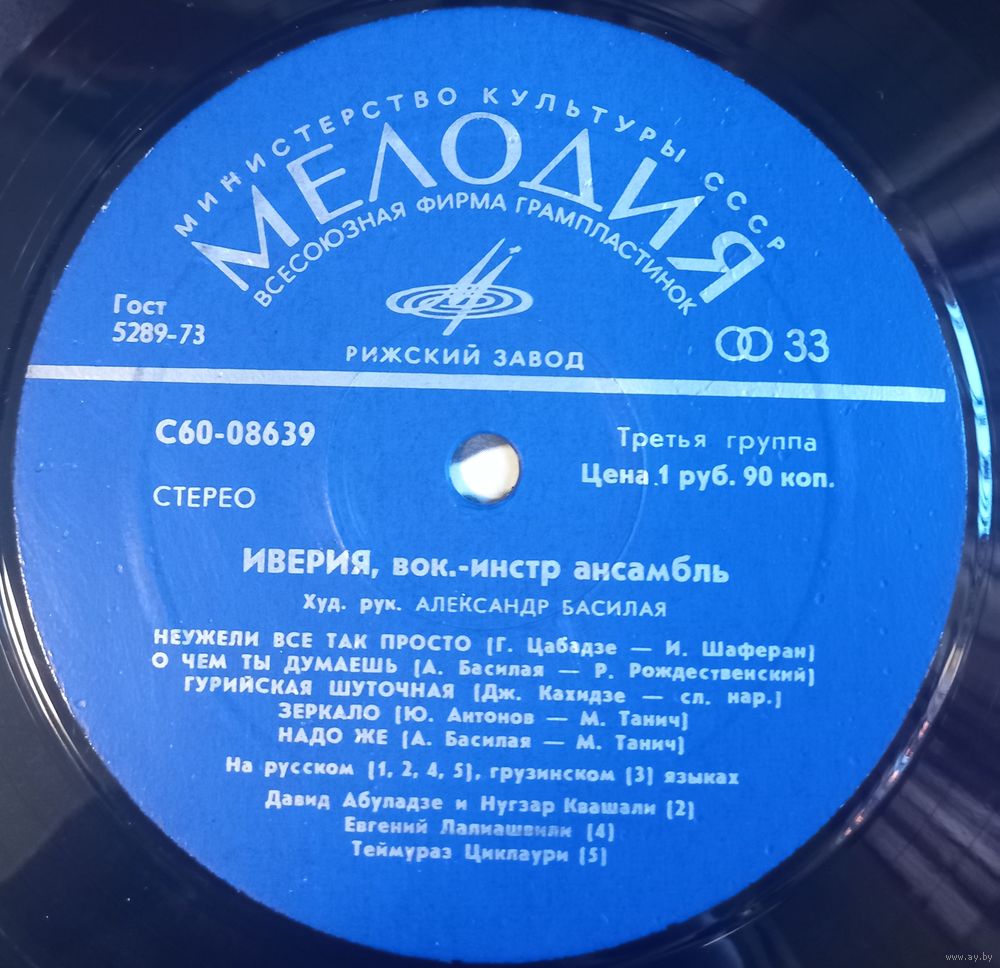 МИНИСТЕРСТВО КУЛЬТУРЫ СССР
МЕЛОДИЯ
ВСЕСОЮЗНАЯ ФИРМА ГРАМПЛАСТИНОК
Гост
5289-73
РИЖСКИЙ ЗАВОД
33
С60-08639
Третья группа
Цена 1 руб. 90 коп.
СТЕРЕО
ИВЕРИЯ, вок.-инстр ансамбль
Худ. рук. АЛЕКСАНДР БАСИЛАЯ
НЕУЖЕЛИ ВСЕ ТАК ПРОСТО (Г. Цабадзе — И. Шаферан)
О ЧЕМ ТЫ ДУМАЕШЬ (А. Басилая — Р. Рождественский)
ГУРИЙСКАЯ ШУТОЧНАЯ (Дж. Кахидзе — сл. нар.)
ЗЕРКАЛО (Ю. Антонов — М. Танич)
НАДО ЖЕ (А. Басилая — М. Танич)
На русском (1, 2, 4, 5), грузинском (3) языках
Давид Абуладзе и Нугзар Квашали (2)
Евгений Лалиашвили (4)
Теймураз Циклаури (5)
www.ay.by